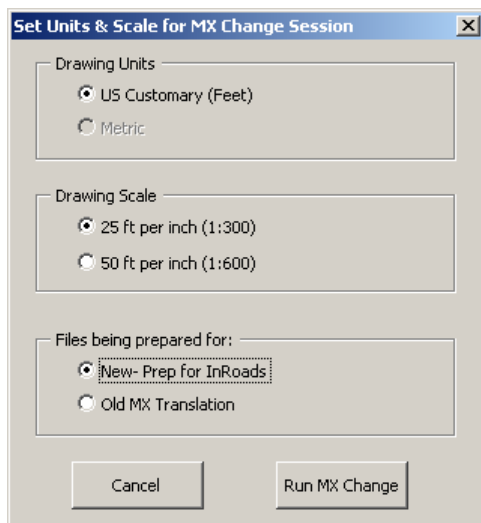 Set Units & Scale for MX Change Session
Drawing Units
US Customary (Feet)
Metric
Drawing Scale
25 ft per inch (1:300)
50 ft per inch (1:600)
Files being prepared for:
New- Prep for InRoads
Old MX Translation
Cancel Run MX Change